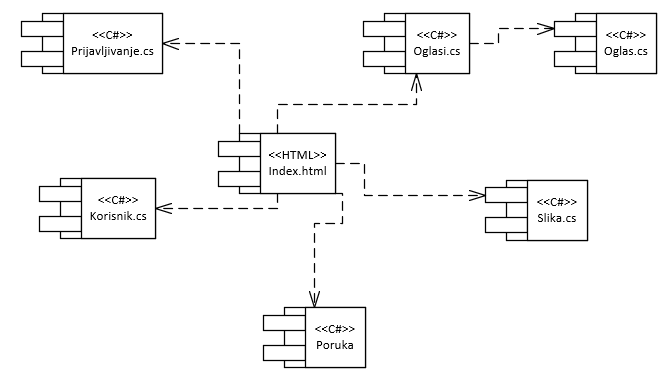 <<C#>>
Prijavljivanje.cs
<<C#>>
Oglasi.cs
<<C#>>
Oglas.cs
<<HTML>>
Index.html
<<C#>>
Korisnik.cs
<<C#>>
Slika.cs
<<C#>>
Poruka